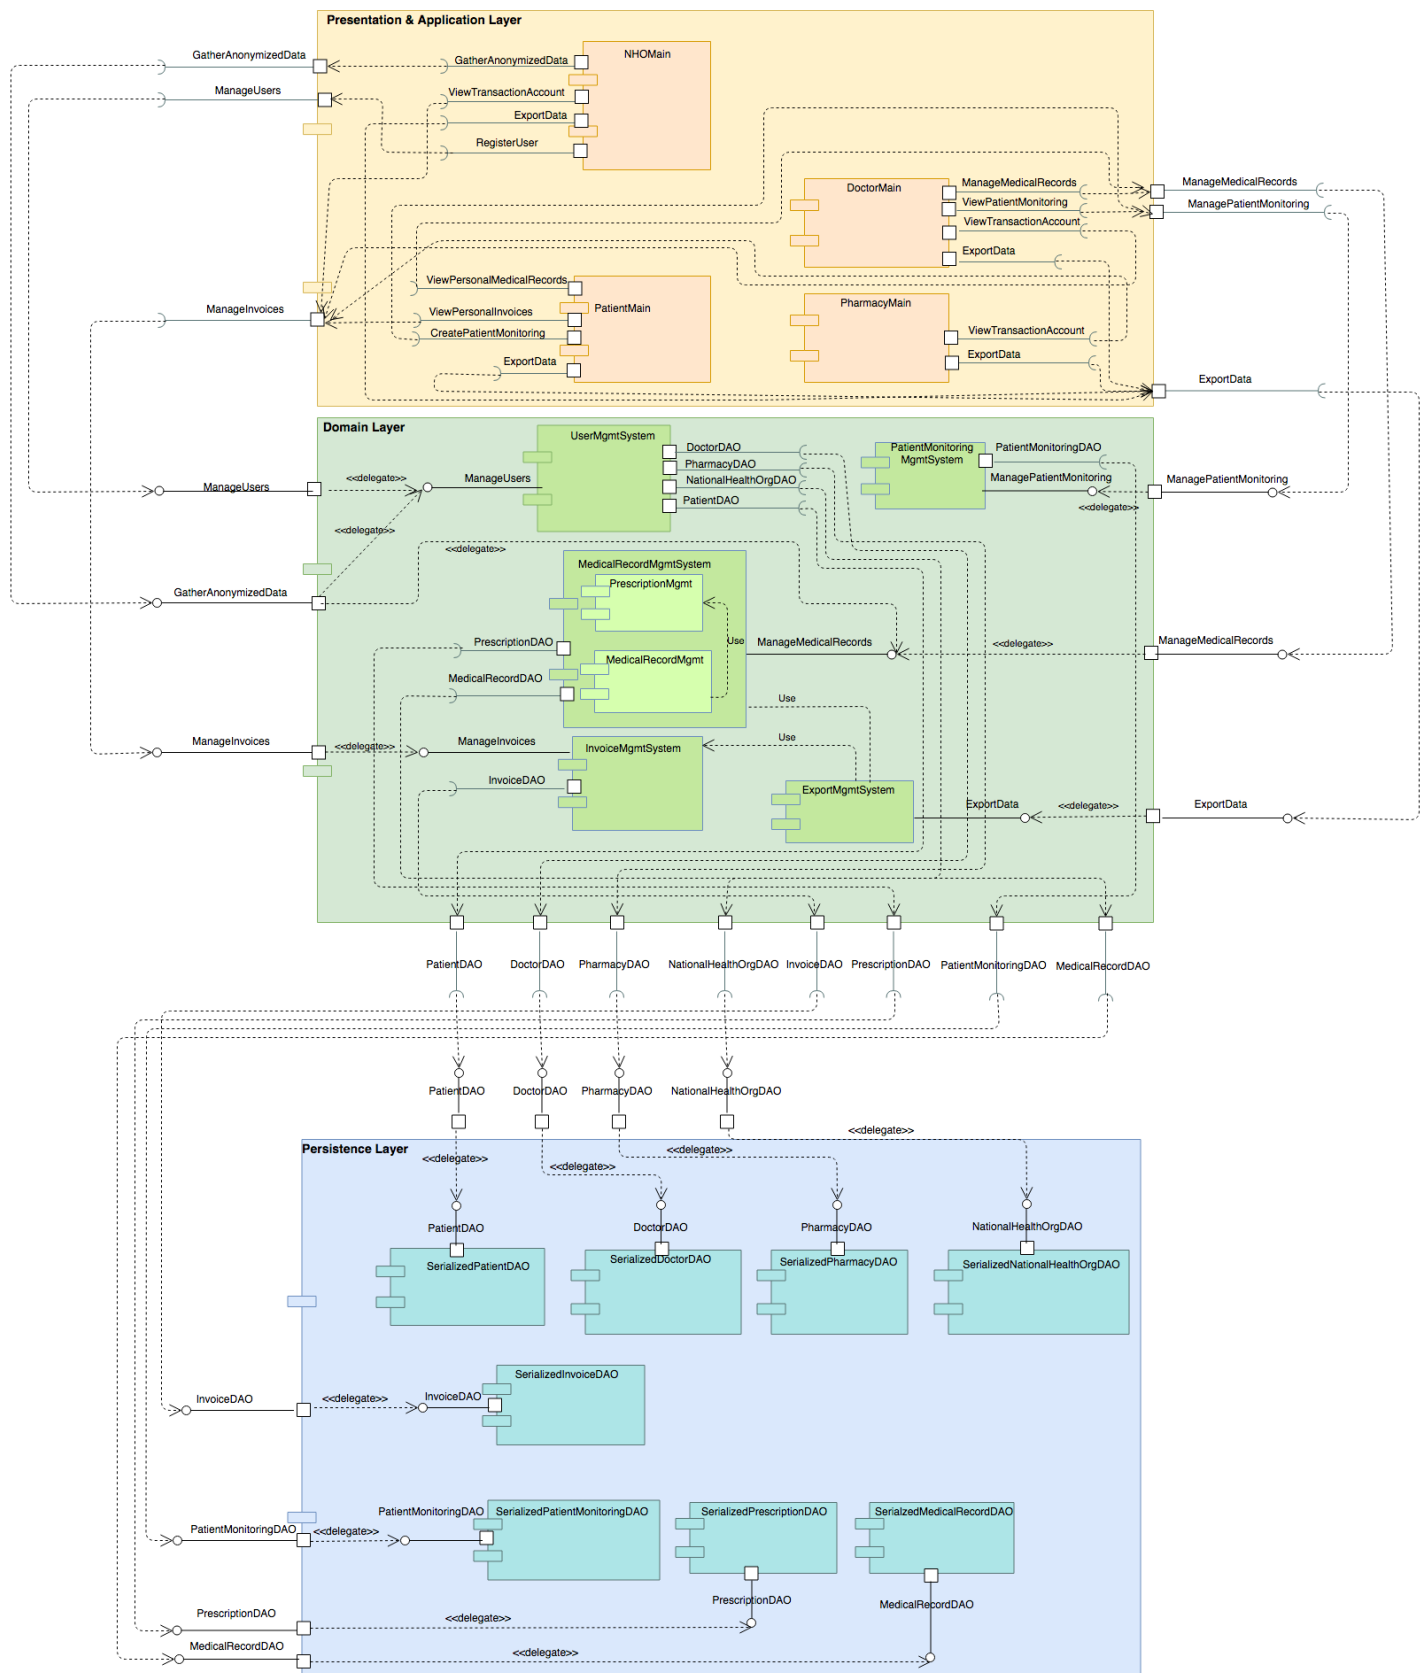 Presentation & Application Layer
GatherAnonymizedData
GatherAnonymizedData
NHOMain
ManageUsers
ViewTransactionAccount
ExportData
RegisterUser
DoctorMain
ManageMedicalRecords
ManageMedicalRecords
ViewPatientMonitoring
ManagePatientMonitoring
ViewTransactionAccount
ExportData
ViewPersonalMedicalRecords
PatientMain
PharmacyMain
ManageInvoices
ViewPersonalInvoices
CreatePatientMonitoring
ViewTransactionAccount
ExportData
ExportData
ExportData
Domain Layer
UserMgmtSystem
DoctorDAO
PharmacyDAO
NationalHealthOrgDAO
PatientDAO
PatientMonitoring
MgmtSystem
PatientMonitoringDAO
ManagePatientMonitoring
ManagePatientMonitoring
<<delegate>>
ManageUsers
<<delegate>>
ManageUsers
<<delegate>>
<<delegate>>
GatherAnonymizedData
MedicalRecordMgmtSystem
PrescriptionMgmt
Use
PrescriptionDAO
MedicalRecordMgmt
MedicalRecordDAO
ManageMedicalRecords
<<delegate>>
ManageMedicalRecords
Use
Use
ManageInvoices
<<delegate>>
ManageInvoices
InvoiceMgmtSystem
InvoiceDAO
ExportMgmtSystem
ExportData
<<delegate>>
ExportData
PatientDAO
DoctorDAO
PharmacyDAO
NationalHealthOrgDAO
InvoiceDAO
PrescriptionDAO
PatientMonitoringDAO
MedicalRecordDAO
PatientDAO
DoctorDAO
PharmacyDAO
NationalHealthOrgDAO
Persistence Layer
<<delegate>>
<<delegate>>
<<delegate>>
<<delegate>>
PatientDAO
DoctorDAO
PharmacyDAO
NationalHealthOrgDAO
SerializedPatientDAO
SerializedDoctorDAO
SerializedPharmacyDAO
SerializedNationalHealthOrgDAO
InvoiceDAO
<<delegate>>
InvoiceDAO
SerializedInvoiceDAO
PatientMonitoringDAO
<<delegate>>
PatientMonitoringDAO
SerializedPatientMonitoringDAO
SerializedPrescriptionDAO
SerialzedMedicalRecordDAO
PrescriptionDAO
<<delegate>>
PrescriptionDAO
MedicalRecordDAO
MedicalRecordDAO
<<delegate>>